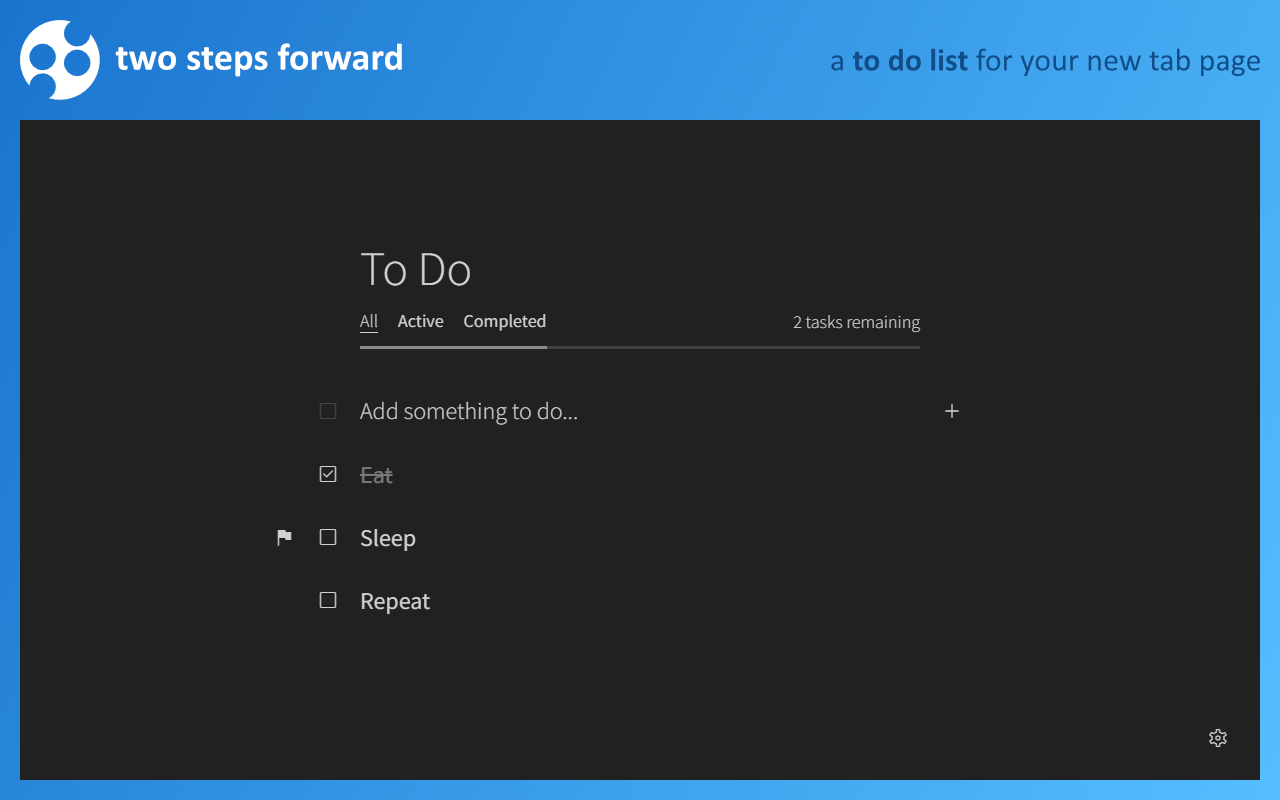 two steps forward
a to do list for your new tab page
To Do
All Active Completed 2 tasks remaining
Add something to do...
Eat
Sleep
Repeat